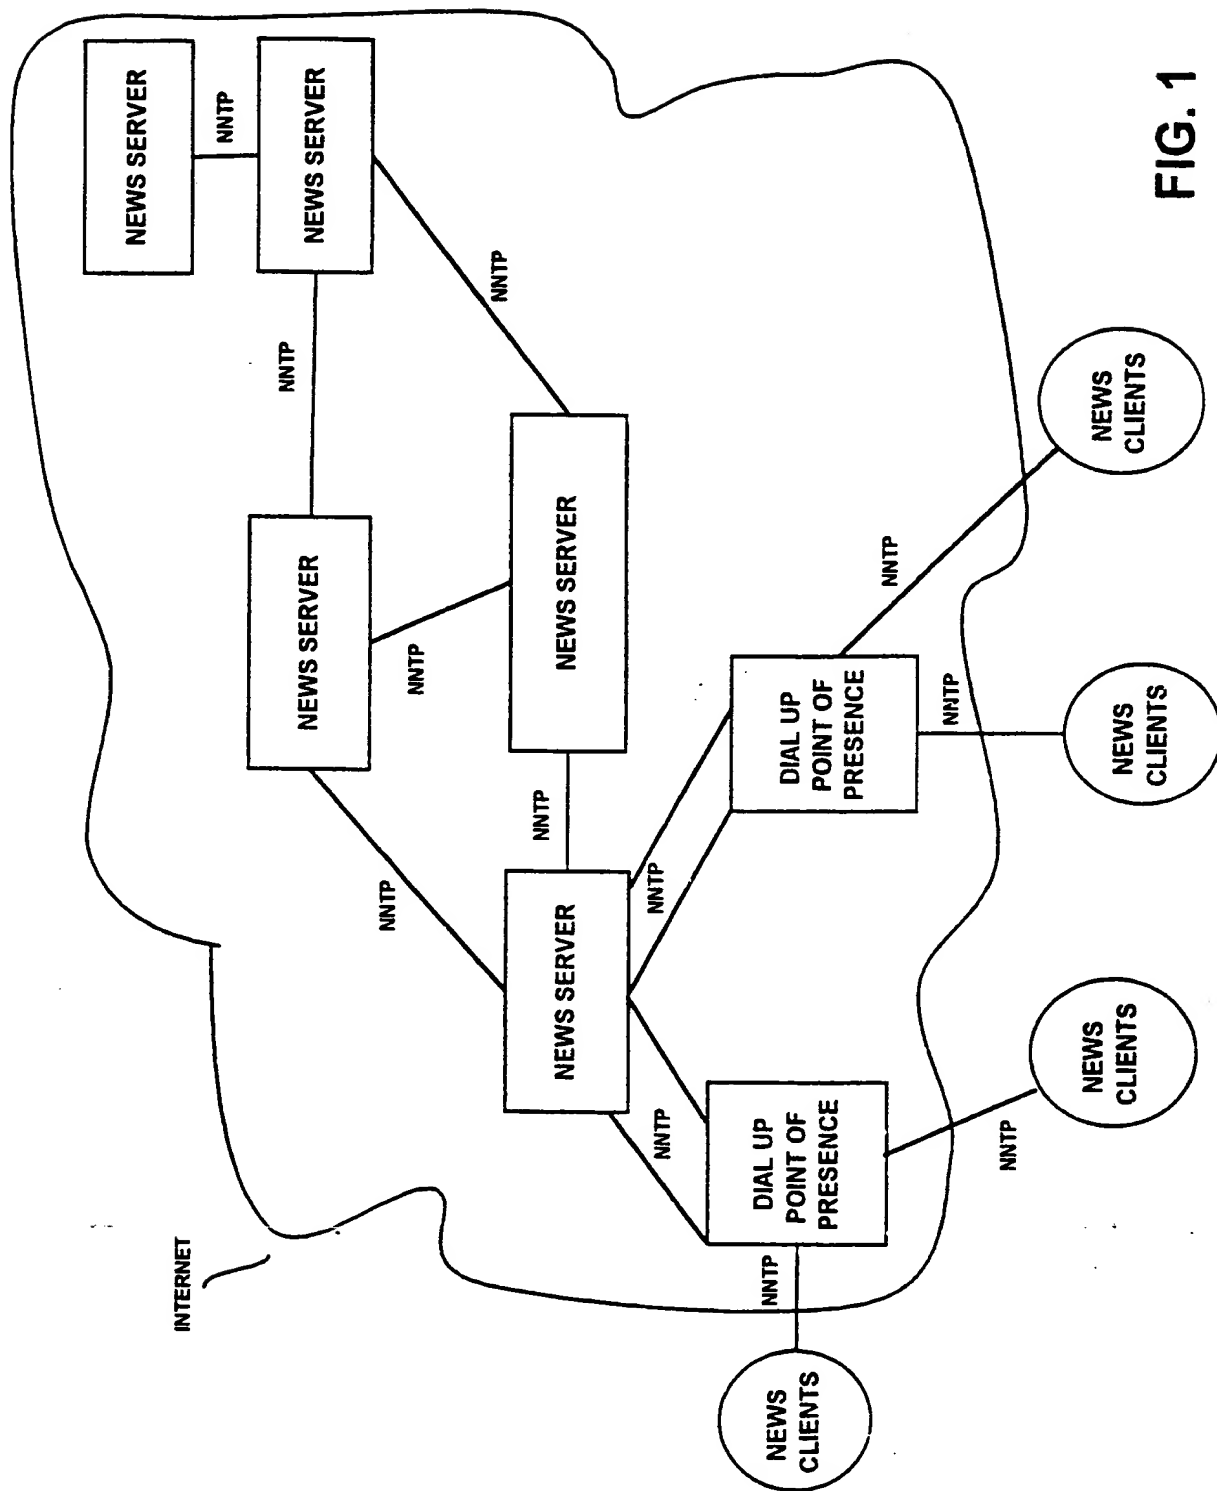 NEWS SERVER
INTERNET
NNTP
NNTP
NEWS SERVER
NEWS SERVER
NNTP
NNTP
NNTP
NNTP
NEWS SERVER
NEWS SERVER
NNTP
NNTP
NNTP
NEWS
CLIENTS
DIAL UP
POINT OF
PRESENCE
DIAL UP
POINT OF
PRESENCE
NNTP
NNTP
NNTP
NEWS
CLIENTS
NEWS
CLIENTS
NEWS
CLIENTS
FIG. 1